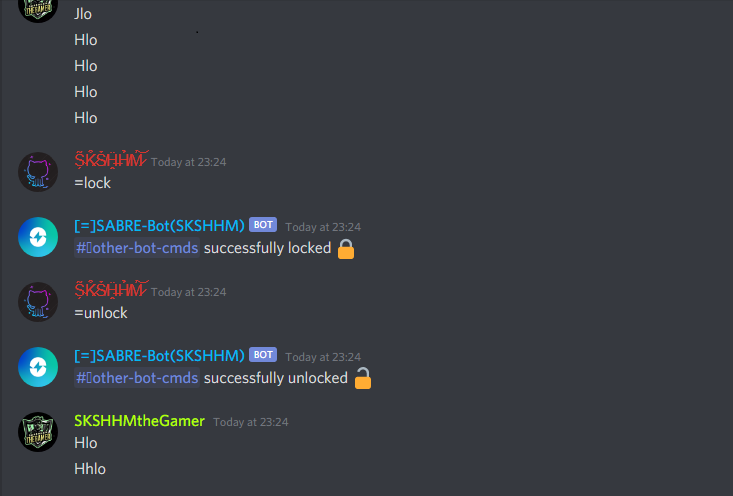 Jlo
Hlo
Hlo
Hlo
Hlo
SKSHHM Today at 23:24
=lock
[=]SABRE-Bot(SKSHHM) BOT Today at 23:24
#▯other-bot-cmds successfully locked 🔒
SKSHHM Today at 23:24
=unlock
[=]SABRE-Bot(SKSHHM) BOT Today at 23:24
#▯other-bot-cmds successfully unlocked 🔓
SKSHHMtheGamer Today at 23:24
Hlo
Hhlo